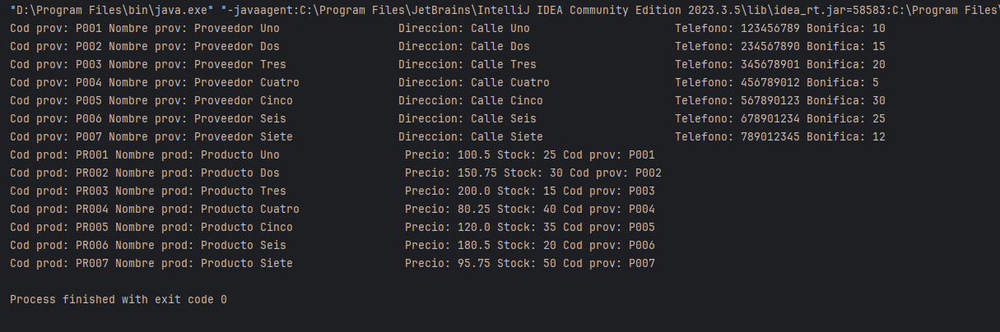 "D:\Program Files\bin\java.exe" "-javaagent:C:\Program Files\JetBrains\IntelliJ IDEA Community Edition 2023.3.5\lib\idea_rt.jar=58583:C:\Program Files\
Cod prov: P001 Nombre prov: Proveedor Uno Direccion: Calle Uno Telefono: 123456789 Bonifica: 10
Cod prov: P002 Nombre prov: Proveedor Dos Direccion: Calle Dos Telefono: 234567890 Bonifica: 15
Cod prov: P003 Nombre prov: Proveedor Tres Direccion: Calle Tres Telefono: 345678901 Bonifica: 20
Cod prov: P004 Nombre prov: Proveedor Cuatro Direccion: Calle Cuatro Telefono: 456789012 Bonifica: 5
Cod prov: P005 Nombre prov: Proveedor Cinco Direccion: Calle Cinco Telefono: 567890123 Bonifica: 30
Cod prov: P006 Nombre prov: Proveedor Seis Direccion: Calle Seis Telefono: 678901234 Bonifica: 25
Cod prov: P007 Nombre prov: Proveedor Siete Direccion: Calle Siete Telefono: 789012345 Bonifica: 12
Cod prod: PR001 Nombre prod: Producto Uno Precio: 100.5 Stock: 25 Cod prov: P001
Cod prod: PR002 Nombre prod: Producto Dos Precio: 150.75 Stock: 30 Cod prov: P002
Cod prod: PR003 Nombre prod: Producto Tres Precio: 200.0 Stock: 15 Cod prov: P003
Cod prod: PR004 Nombre prod: Producto Cuatro Precio: 80.25 Stock: 40 Cod prov: P004
Cod prod: PR005 Nombre prod: Producto Cinco Precio: 120.0 Stock: 35 Cod prov: P005
Cod prod: PR006 Nombre prod: Producto Seis Precio: 180.5 Stock: 20 Cod prov: P006
Cod prod: PR007 Nombre prod: Producto Siete Precio: 95.75 Stock: 50 Cod prov: P007
Process finished with exit code 0